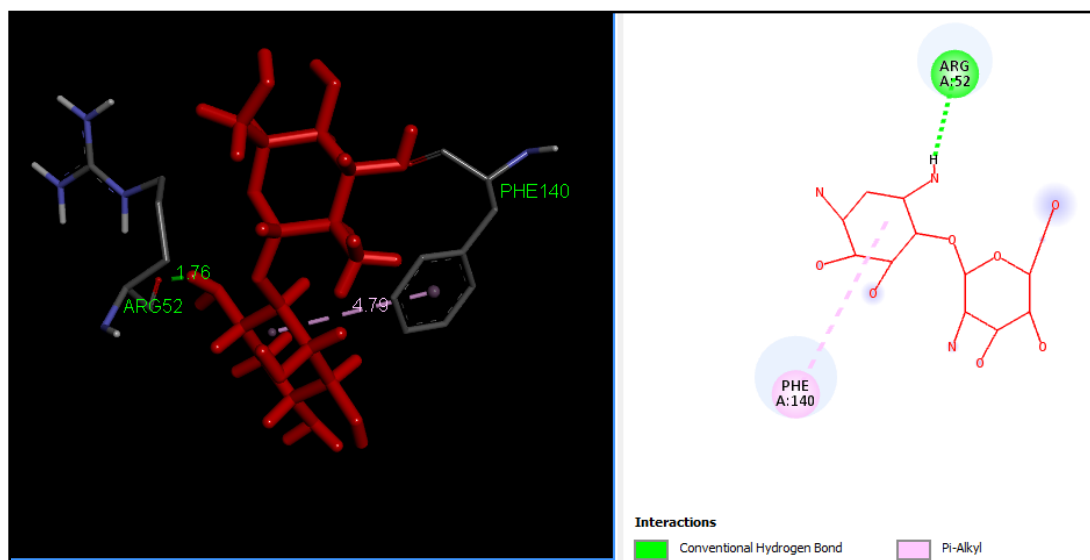 PHE140
1.76
ARG52
4.79
ARG
A:52
H
N
N
O
O
O
O
O
N
O
O
PHE
A:140
Interactions
Conventional Hydrogen Bond
Pi-Alkyl